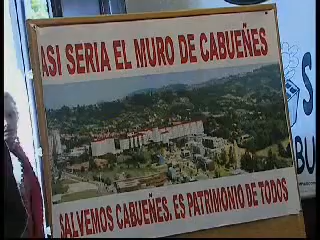 ASI SERIA EL MURO DE CABUEÑES
SALVEMOS CABUEÑES. ES PATRIMONIO DE TODOS